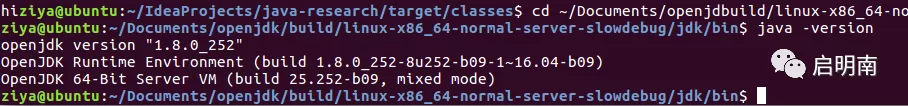 hiziya@ubuntu:~/IdeaProjects/java-research/target/classes$ cd ~/Documents/openjdbuild/linux-x86_64-no
ziya@ubuntu:~/Documents/openjdk/build/linux-x86_64-normal-server-slowdebug/jdk/bin$ java -version
openjdk version "1.8.0_252"
OpenJDK Runtime Environment (build 1.8.0_252-8u252-b09-1~16.04-b09)
OpenJDK 64-Bit Server VM (build 25.252-b09, mixed mode)
启明南
ziya@ubuntu:~/Documents/openjdk/build/linux-x86_64-normal-server-slowdebug/jdk/bin$